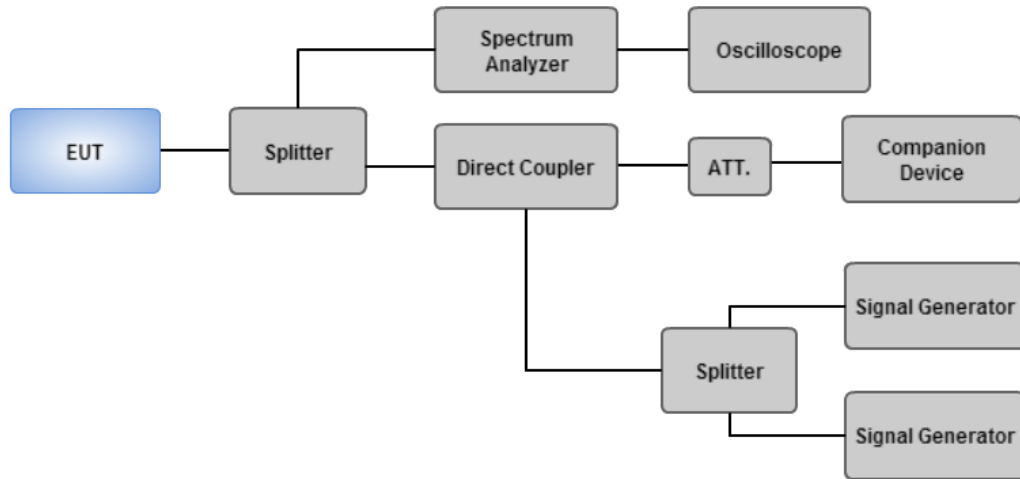 Spectrum
Analyzer
Oscilloscope
EUT
Splitter
Direct Coupler
ATT.
Companion
Device
Signal Generator
Splitter
Signal Generator